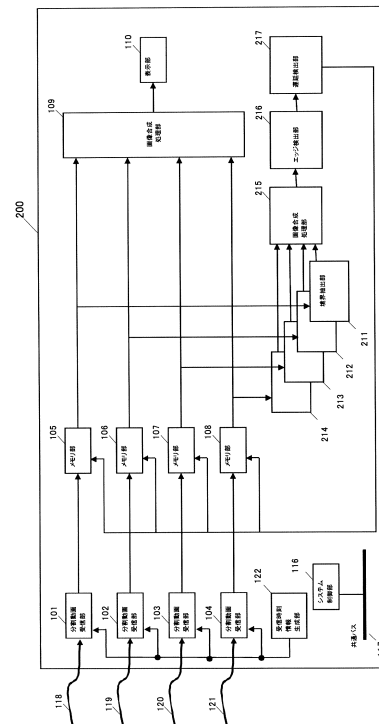 200
101
分割動画
受信部
102
分割動画
受信部
103
分割動画
受信部
104
分割動画
受信部
122
受信時刻
情報
生成部
116
システム
制御部
共通バス
118
119
120
121
105
メモリ部
106
メモリ部
107
メモリ部
108
メモリ部
109
画像合成
処理部
110
表示部
214
213
212
211
境界検出部
215
画像合成
処理部
216
エッジ検出部
217
遅延検出部